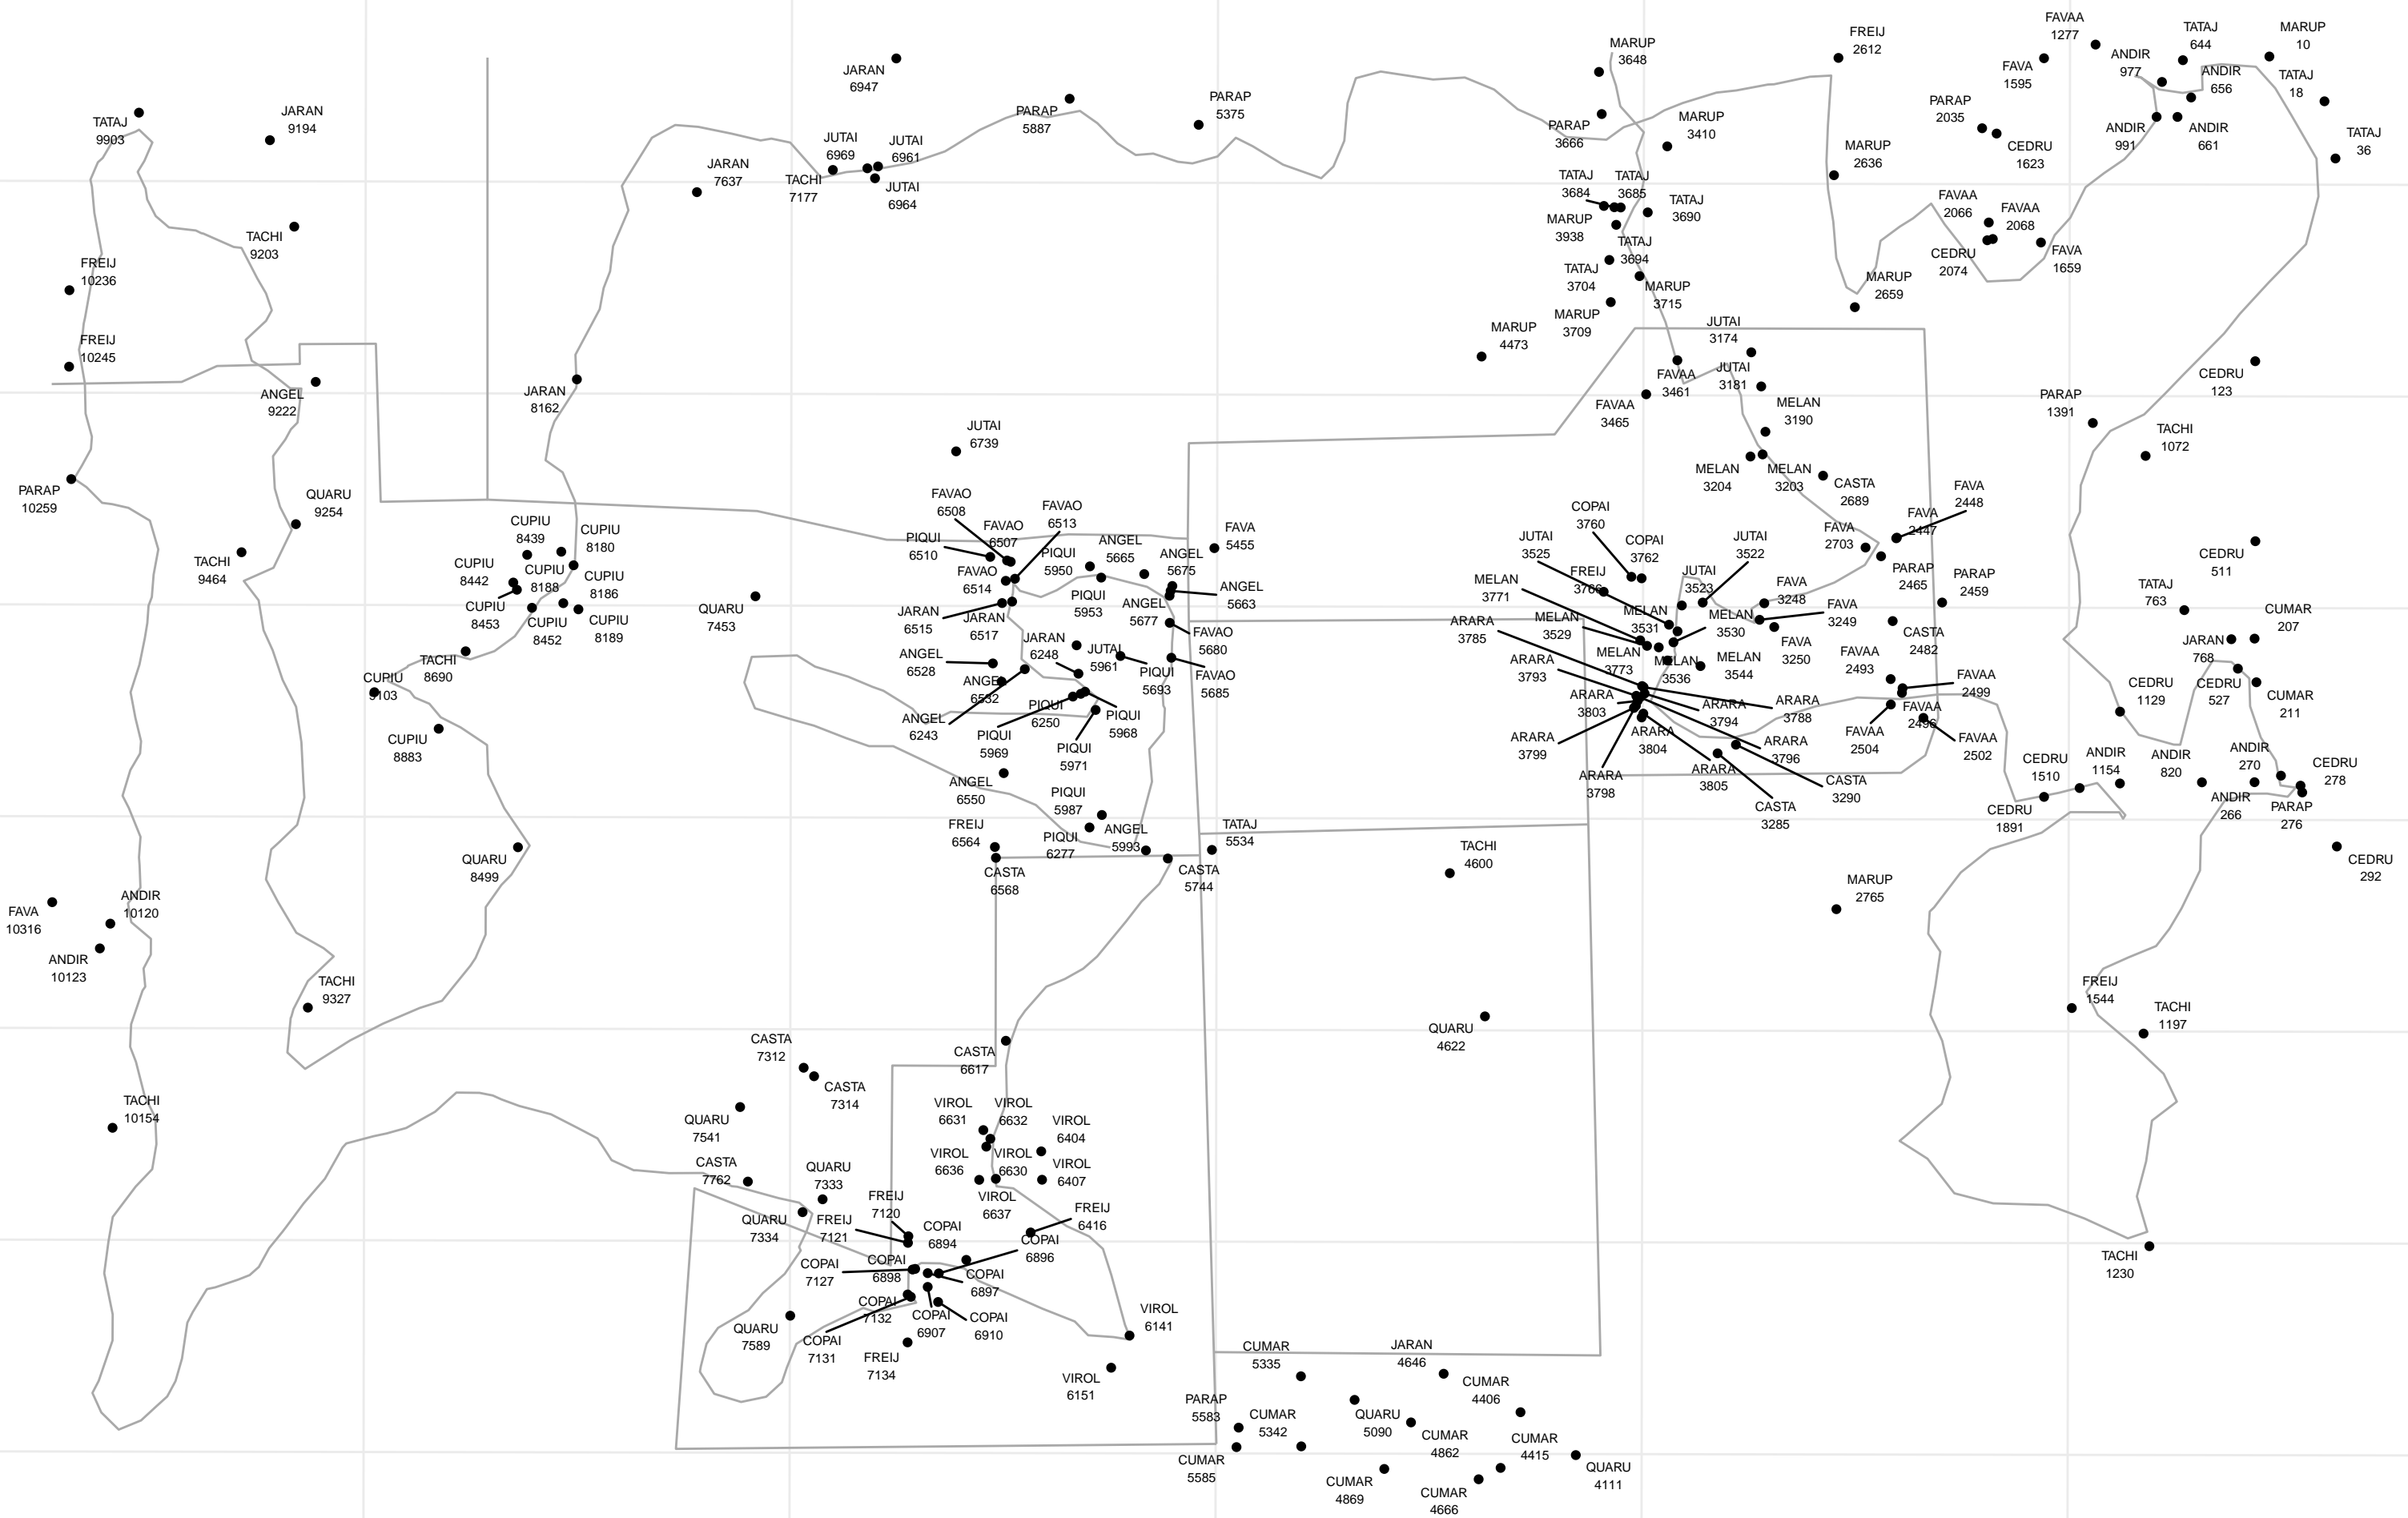 FAVAA
1277
TATAJ
644
MARUP
10
FREIJ
2612
MARUP
3648
ANDIR
977
FAVA
1595
ANDIR
656
TATAJ
18
JARAN
6947
PARAP
5887
PARAP
5375
TATAJ
9903
JARAN
9194
PARAP
3666
MARUP
3410
PARAP
2035
CEDRU
1623
ANDIR
991
ANDIR
661
TATAJ
36
JUTAI
6969
JUTAI
6961
JUTAI
6964
TACHI
7177
JARAN
7637
MARUP
2636
TATAJ
3684
TATAJ
3685
TATAJ
3690
MARUP
3938
TATAJ
3694
FAVAA
2066
FAVAA
2068
CEDRU
2074
FAVA
1659
TACHI
9203
FREIJ
10236
TATAJ
3704
MARUP
3715
MARUP
3709
MARUP
2659
MARUP
4473
JUTAI
3174
FREIJ
10245
ANGEL
9222
JARAN
8162
FAVAA
3461
JUTAI
3181
FAVAA
3465
MELAN
3190
CEDRU
123
PARAP
1391
TACHI
1072
JUTAI
6739
MELAN
3204
MELAN
3203
CASTA
2689
PARAP
10259
QUARU
9254
FAVAO
6508
FAVAO
6513
FAVAO
6507
PIQUI
6510
PIQUI
5950
ANGEL
5665
ANGEL
5675
FAVA
5455
COPAI
3760
COPAI
3762
JUTAI
3525
JUTAI
3522
FAVA
2703
FAVA
2447
FAVA
2448
CEDRU
511
CUPIU
8439
CUPIU
8180
CUPIU
8442
CUPIU
8188
CUPIU
8186
CUPIU
8453
CUPIU
8452
CUPIU
8189
TACHI
9464
FAVAO
6514
PIQUI
5953
ANGEL
5663
ANGEL
5677
JARAN
6515
JARAN
6517
QUARU
7453
FAVAO
5680
MELAN
3771
FREIJ
3766
JUTAI
3523
FAVA
3248
PARAP
2465
PARAP
2459
FAVA
3249
TATAJ
763
CUMAR
207
ARARA
3785
MELAN
3529
MELAN
3531
MELAN
3530
FAVA
3250
CASTA
2482
JARAN
768
TACHI
8690
CUPIU
9103
CUPIU
8883
ANGEL
6528
ANGEL
6532
JARAN
6248
JUTAI
5961
PIQUI
5693
FAVAO
5685
ANGEL
6243
PIQUI
6250
PIQUI
5969
PIQUI
5968
PIQUI
5971
ARARA
3793
MELAN
3773
MELAN
3536
MELAN
3544
FAVAA
2493
FAVAA
2499
FAVAA
2496
FAVAA
2504
FAVAA
2502
CEDRU
1129
CEDRU
527
CUMAR
211
ARARA
3803
ARARA
3794
ARARA
3788
ARARA
3799
ARARA
3804
ARARA
3796
ARARA
3798
ARARA
3805
CASTA
3290
CASTA
3285
ANGEL
6550
PIQUI
5987
PIQUI
6277
ANGEL
5993
CEDRU
1510
ANDIR
1154
ANDIR
820
ANDIR
270
CEDRU
278
CEDRU
1891
ANDIR
266
PARAP
276
FREIJ
6564
CASTA
6568
CASTA
5744
TATAJ
5534
TACHI
4600
CEDRU
292
QUARU
8499
MARUP
2765
FAVA
10316
ANDIR
10120
ANDIR
10123
TACHI
9327
FREIJ
1544
TACHI
1197
QUARU
4622
CASTA
7312
CASTA
7314
CASTA
6617
TACHI
10154
QUARU
7541
VIROL
6631
VIROL
6632
VIROL
6404
VIROL
6636
VIROL
6630
VIROL
6407
VIROL
6637
CASTA
7762
QUARU
7333
QUARU
7334
FREIJ
7120
FREIJ
7121
COPAI
6894
FREIJ
6416
COPAI
6896
TACHI
1230
COPAI
7127
COPAI
6898
COPAI
6897
COPAI
7132
COPAI
6907
COPAI
6910
COPAI
7131
QUARU
7589
FREIJ
7134
VIROL
6141
VIROL
6151
CUMAR
5335
JARAN
4646
CUMAR
4406
PARAP
5583
CUMAR
5342
QUARU
5090
CUMAR
4862
CUMAR
4415
CUMAR
5585
CUMAR
4869
CUMAR
4666
QUARU
4111